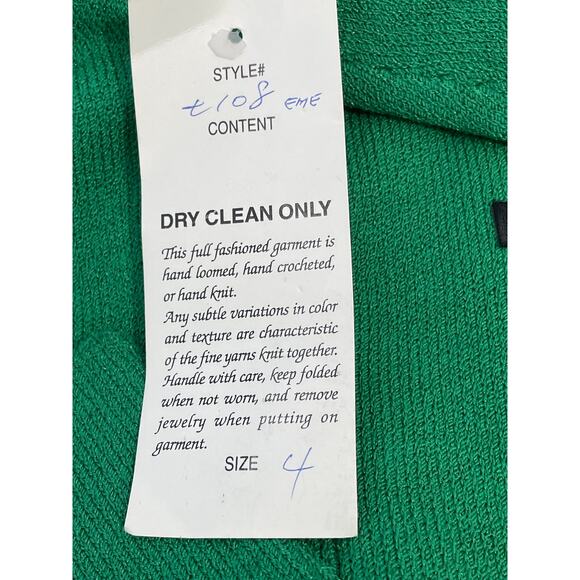 STYLE#
t108 EME
CONTENT
DRY CLEAN ONLY
This full fashioned garment is
hand loomed, hand crocheted,
or hand knit.
Any subtle variations in color
and texture are characteristic
of the fine yarns knit together.
Handle with care, keep folded
when not worn, and remove
jewelry when putting on
garment.
SIZE 4